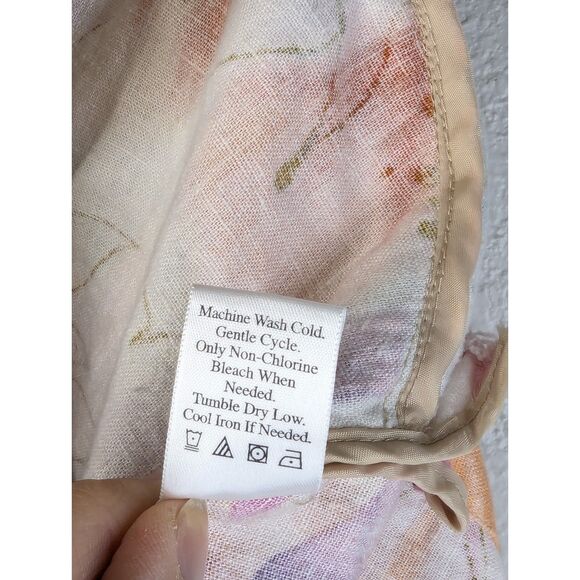 Machine Wash Cold.
Gentle Cycle.
Only Non-Chlorine
Bleach When
Needed.
Tumble Dry Low.
Cool Iron If Needed.